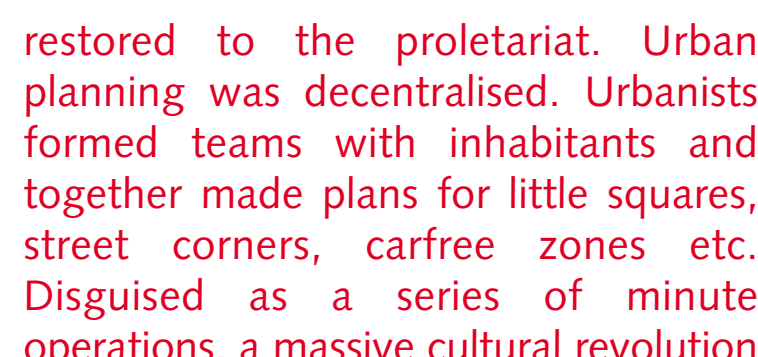 restored to the proletariat. Urban
planning was decentralised. Urbanists
formed teams with inhabitants and
together made plans for little squares,
street corners, carfree zones etc.
Disguised as a series of minute
operations, a massive cultural revolution